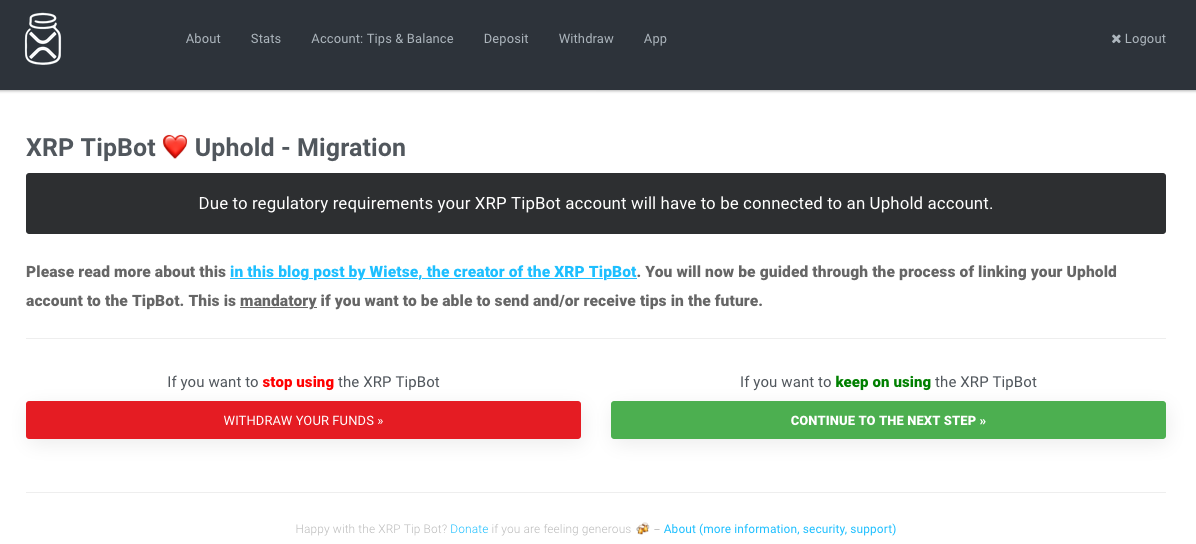 About Stats Account: Tips & Balance Deposit Withdraw App ✖ Logout
XRP TipBot ❤️ Uphold - Migration
Due to regulatory requirements your XRP TipBot account will have to be connected to an Uphold account.
Please read more about this in this blog post by Wietse, the creator of the XRP TipBot. You will now be guided through the process of linking your Uphold
account to the TipBot. This is mandatory if you want to be able to send and/or receive tips in the future.
If you want to stop using the XRP TipBot
WITHDRAW YOUR FUNDS »
If you want to keep on using the XRP TipBot
CONTINUE TO THE NEXT STEP »
Happy with the XRP Tip Bot? Donate if you are feeling generous 🍻 – About (more information, security, support)